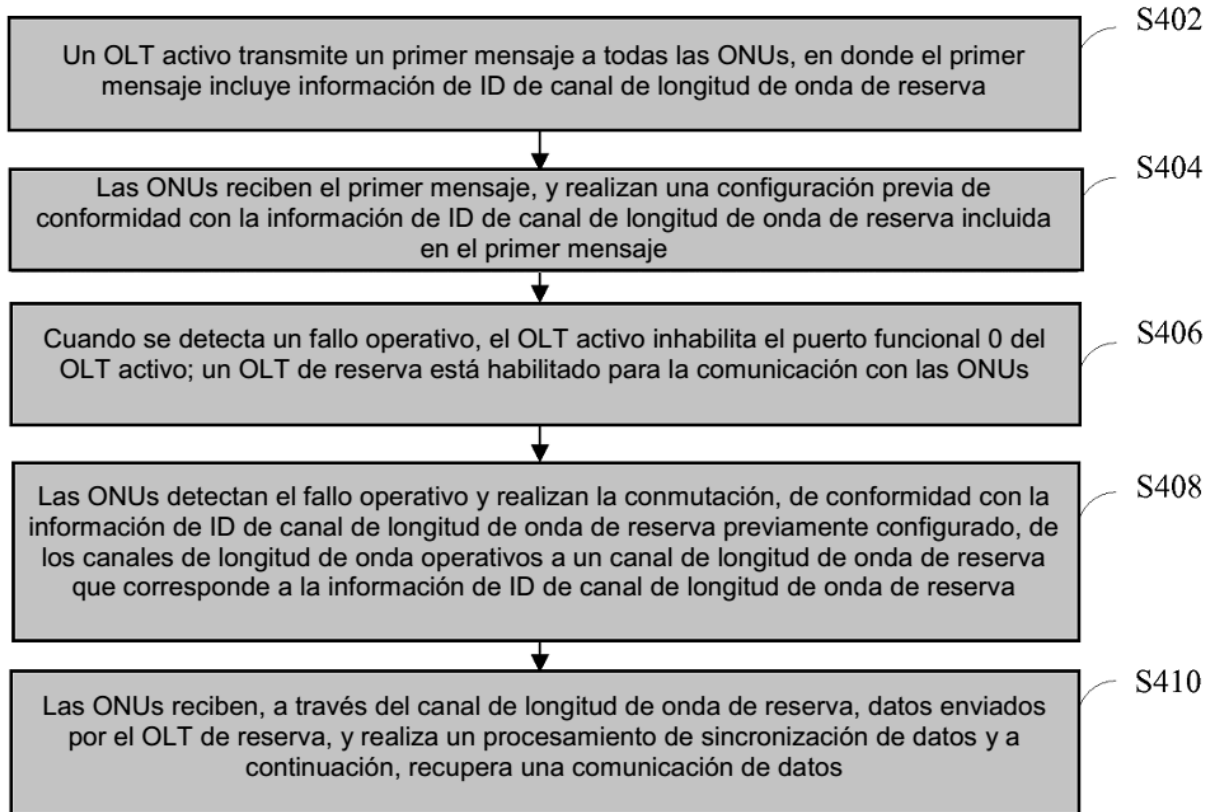 S402
Un OLT activo transmite un primer mensaje a todas las ONUs, en donde el primer
mensaje incluye información de ID de canal de longitud de onda de reserva
S404
Las ONUs reciben el primer mensaje, y realizan una configuración previa de
conformidad con la información de ID de canal de longitud de onda de reserva incluida
en el primer mensaje
S406
Cuando se detecta un fallo operativo, el OLT activo inhabilita el puerto funcional 0 del
OLT activo; un OLT de reserva está habilitado para la comunicación con las ONUs
S408
Las ONUs detectan el fallo operativo y realizan la conmutación, de conformidad con la
información de ID de canal de longitud de onda de reserva previamente configurado, de
los canales de longitud de onda operativos a un canal de longitud de onda de reserva
que corresponde a la información de ID de canal de longitud de onda de reserva
S410
Las ONUs reciben, a través del canal de longitud de onda de reserva, datos enviados
por el OLT de reserva, y realiza un procesamiento de sincronización de datos y a
continuación, recupera una comunicación de datos